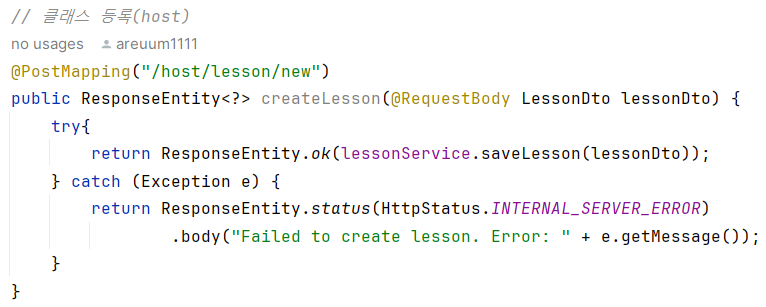 // 클래스 등록(host)
no usages areuum1111
@PostMapping("/host/lesson/new")
public ResponseEntity<?> createLesson(@RequestBody LessonDto lessonDto) {
try{
return ResponseEntity.ok(lessonService.saveLesson(lessonDto));
} catch (Exception e) {
return ResponseEntity.status(HttpStatus.INTERNAL_SERVER_ERROR)
.body("Failed to create lesson. Error: " + e.getMessage());
}
}